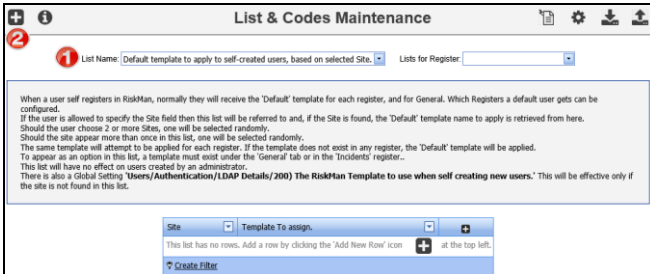 List & Codes Maintenance
2
1
List Name: Default template to apply to self-created users, based on selected Site. Lists for Register:
When a user self registers in RiskMan, normally they will receive the 'Default' template for each register, and for General. Which Registers a default user gets can be
configured.
If the user is allowed to specify the Site field then this list will be referred to and, if the Site is found, the 'Default' template name to apply is retrieved from here.
Should the user choose 2 or more Sites, one will be selected randomly.
Should the site appear more than once in this list, one will be selected randomly.
The same template will attempt to be applied for each register. If the template does not exist in any register, the 'Default' template will be applied.
To appear as an option in this list, a template must exist under the 'General' tab or in the 'Incidents' register..
This list will have no effect on users created by an administrator.
There is also a Global Setting 'Users/Authentication/LDAP Details/200) The RiskMan Template to use when self creating new users.' This will be effective only if
the site is not found in this list.
Site Template To assign.
This list has no rows. Add a row by clicking the 'Add New Row' icon at the top left.
Create Filter